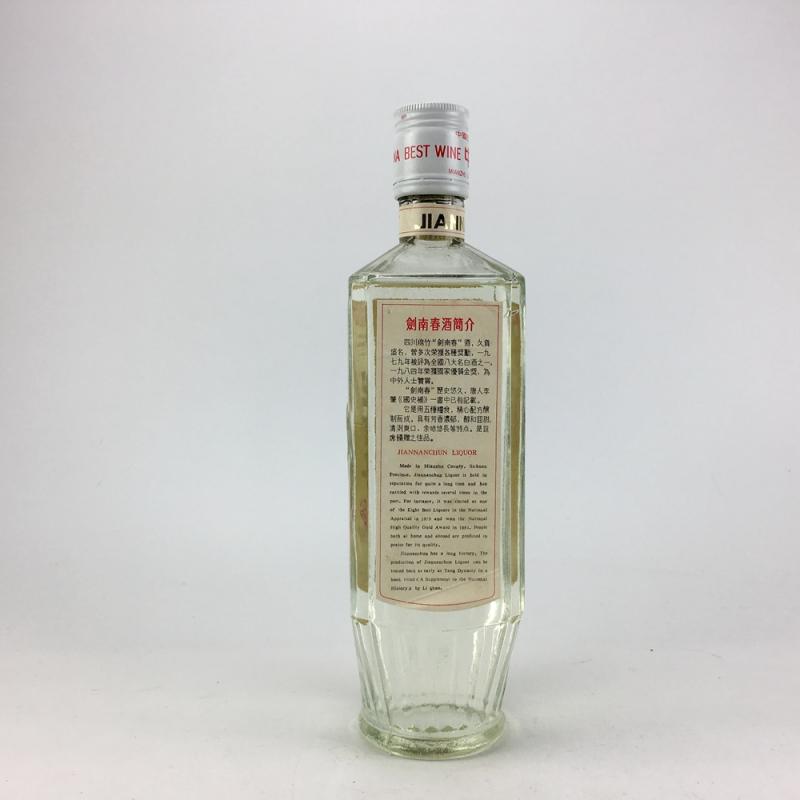 中國
NA BEST WINE
MIANZHU
JIANN
劍南春酒簡介
四川綿竹“劍南春”酒，久負
盛名，曾多次榮獲各種獎勵，一九
七九年被評為全國八大名白酒之一，
一九八四年榮獲國家優質金獎，為
中外人士贊賞。
“劍南春”歷史悠久，唐人李
肇《國史補》一書中已有記載。
它是用五種糧食，精心配方釀
制而成，具有芳香濃郁、醇和回甜、
清冽爽口、余味悠長等特点。是宴
席饋贈之佳品。
JIANNANCHUN LIQUOR
Made in Mianzhu County, Sichuan
Province, Jiannanchun Liquor is held in
reputation for quite a long time and has
entitled with rewards several times in the
past. For instance, it was elected as one
of the Eight Best Liquors in the National
Appraisal in 1979 and won the National
High Quality Gold Award in 1984. People
both at home and abroad are profound in
praise for its quality.
Jiannanchun has a long history. The
production of Jiannanchun Liquor can be
traced back as early as Tang Dynasty in a
book titled《A Supplement to the National
History》 by Li